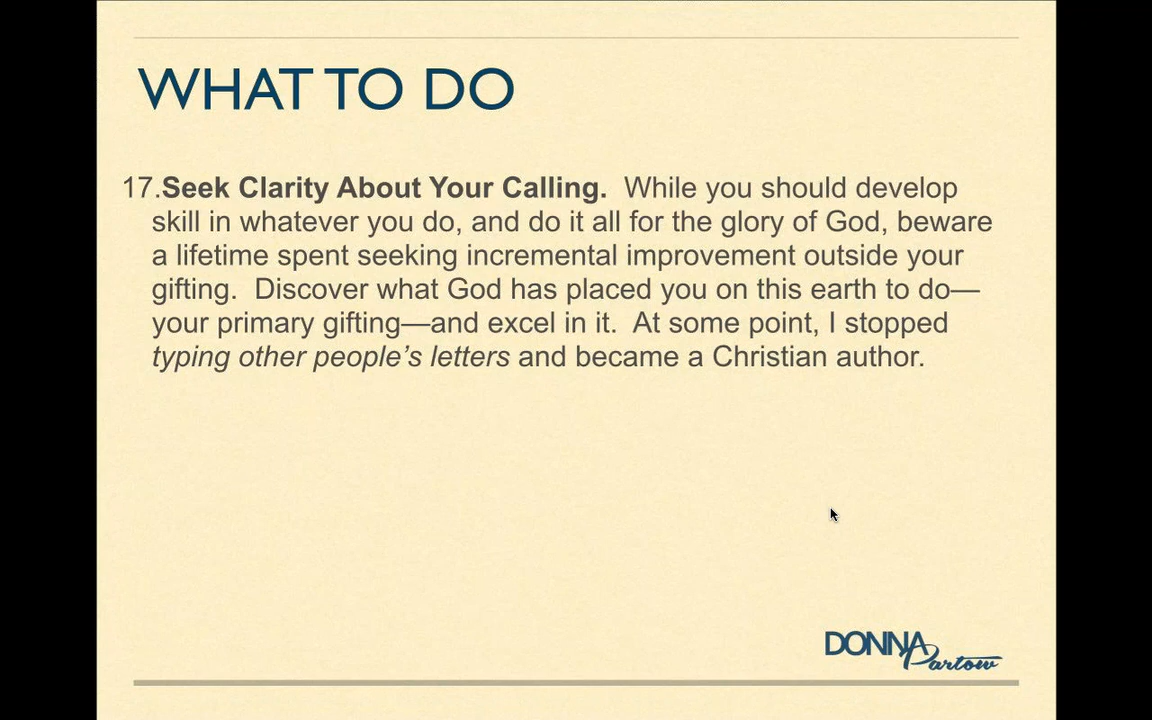 WHAT TO DO
17.Seek Clarity About Your Calling.  While you should develop
skill in whatever you do, and do it all for the glory of God, beware
a lifetime spent seeking incremental improvement outside your
gifting.  Discover what God has placed you on this earth to do—
your primary gifting—and excel in it.  At some point, I stopped
typing other people’s letters and became a Christian author.
DONNA
Partow